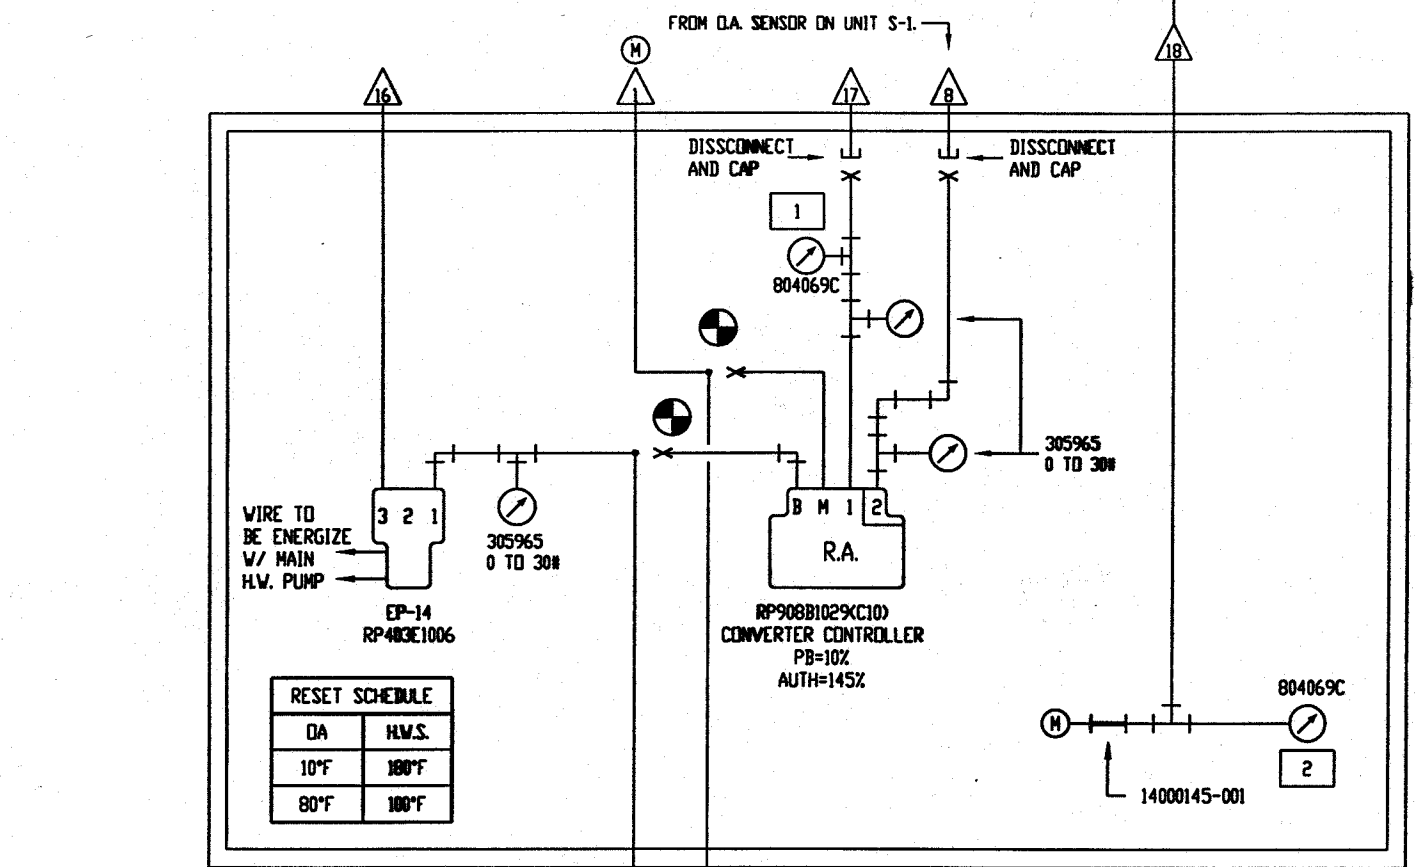 FROM O.A. SENSOR ON UNIT S-1.
M
16
1
17
8
18
DISSCONNECT
AND CAP
DISSCONNECT
AND CAP
1
804069C
305965
0 TO 30#
WIRE TO
BE ENERGIZE
W/ MAIN
H.W. PUMP
3 2 1
305965
0 TO 30#
B M 1 2
R.A.
EP-14
RP403E1006
RP908B1029(C10)
CONVERTER CONTROLLER
PB=10%
AUTH=145%
RESET SCHEDULE
OA H.W.S.
10°F 180°F
80°F 100°F
804069C
M
2
14000145-001